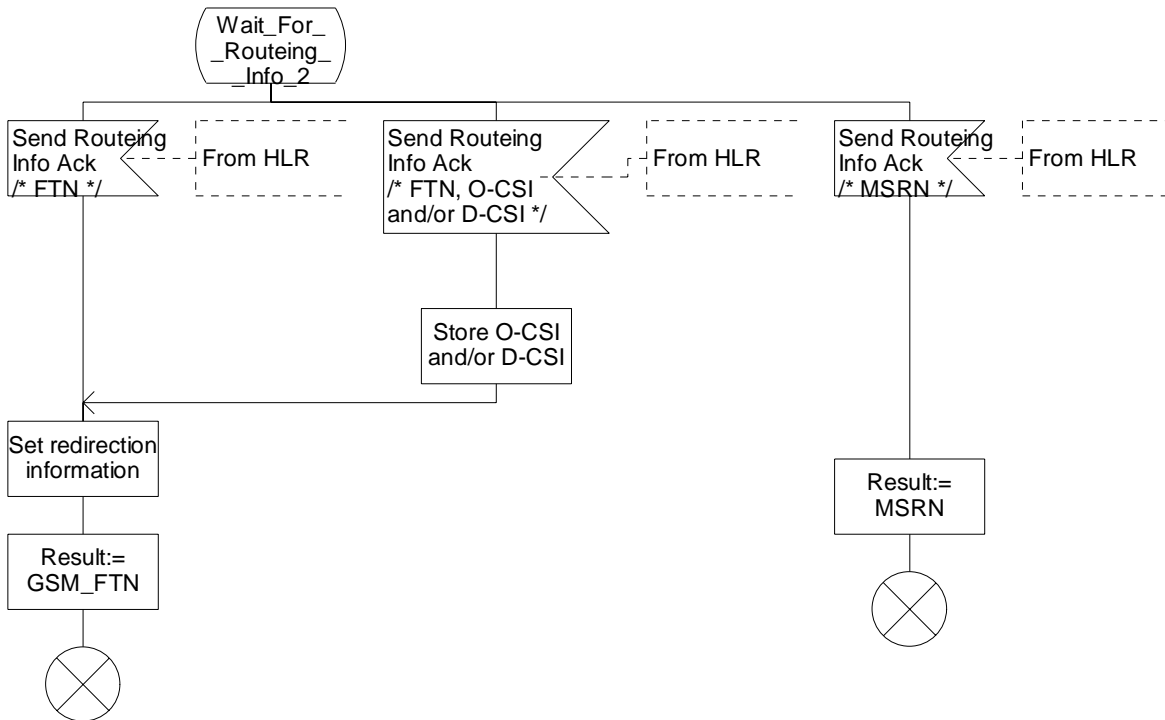 Wait_For_
_Routeing_
_Info_2
Send Routeing
Info Ack
/* FTN */
From HLR
Send Routeing
Info Ack
/* FTN, O-CSI
and/or D-CSI */
From HLR
Send Routeing
Info Ack
/* MSRN */
From HLR
Store O-CSI
and/or D-CSI
Set redirection
information
Result:=
MSRN
Result:=
GSM_FTN